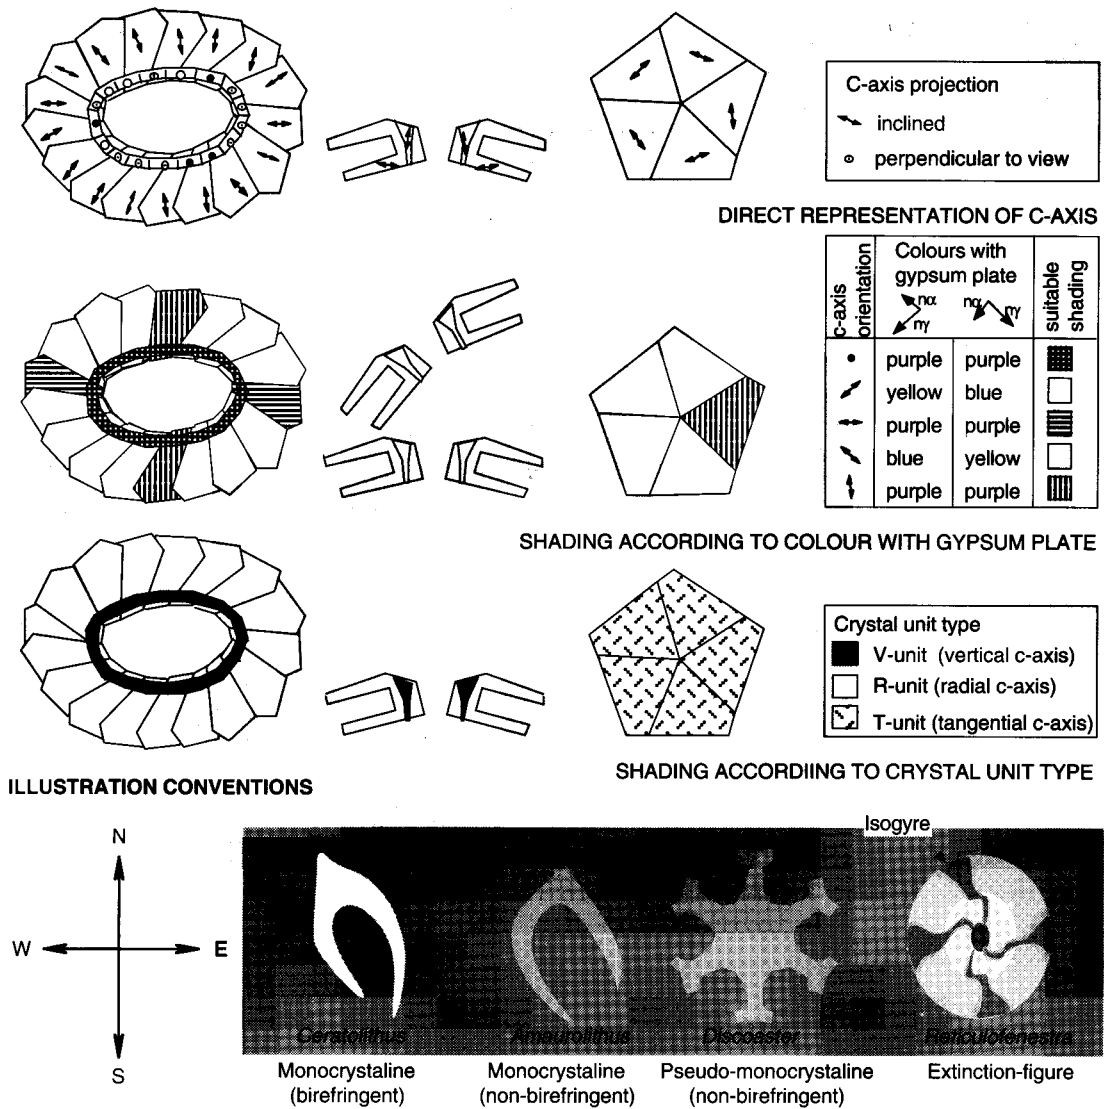 C-axis projection
inclined
perpendicular to view
DIRECT REPRESENTATION OF C-AXIS
c-axis
orientation
Colours with
gypsum plate
nα
nγ
nα
nγ
suitable
shading
purple purple
yellow blue
purple purple
blue yellow
purple purple
SHADING ACCORDING TO COLOUR WITH GYPSUM PLATE
Crystal unit type
V-unit (vertical c-axis)
R-unit (radial c-axis)
T-unit (tangential c-axis)
SHADING ACCORDIING TO CRYSTAL UNIT TYPE
ILLUSTRATION CONVENTIONS
N
W E
S
Isogyre
Ceratolithus
Amaurolithus
Discoaster
Reticulofenestra
Monocrystaline
(birefringent)
Monocrystaline
(non-birefringent)
Pseudo-monocrystaline
(non-birefringent)
Extinction-figure